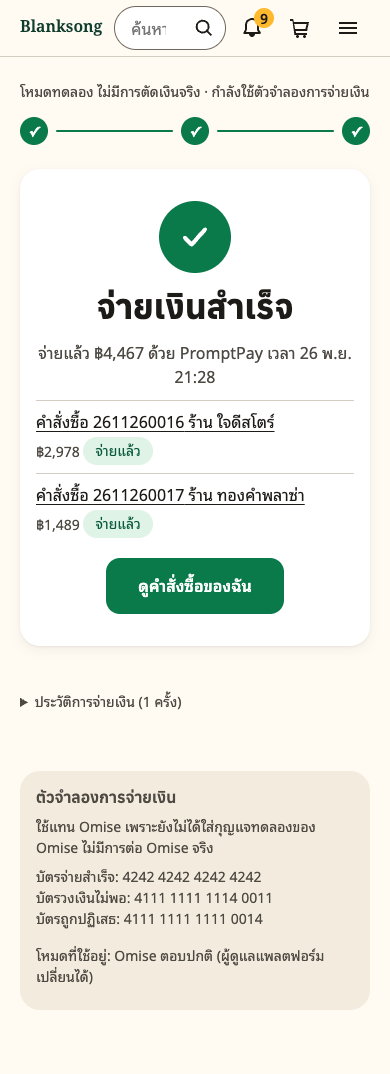 Blanksong
ค้นหา
9
โหมดทดลอง ไม่มีการตัดเงินจริง · กำลังใช้ตัวจำลองการจ่ายเงิน
จ่ายเงินสำเร็จ
จ่ายแล้ว ฿4,467 ด้วย PromptPay เวลา 26 พ.ย.
21:28
คำสั่งซื้อ 2611260016 ร้าน ใจดีสโตร์
฿2,978 จ่ายแล้ว
คำสั่งซื้อ 2611260017 ร้าน ทองคำพลาซ่า
฿1,489 จ่ายแล้ว
ดูคำสั่งซื้อของฉัน
ประวัติการจ่ายเงิน (1 ครั้ง)
ตัวจำลองการจ่ายเงิน
ใช้แทน Omise เพราะยังไม่ได้ใส่กุญแจทดลองของ
Omise ไม่มีการต่อ Omise จริง
บัตรจ่ายสำเร็จ: 4242 4242 4242 4242
บัตรวงเงินไม่พอ: 4111 1111 1114 0011
บัตรถูกปฏิเสธ: 4111 1111 1111 0014
โหมดที่ใช้อยู่: Omise ตอบปกติ (ผู้ดูแลแพลตฟอร์ม
เปลี่ยนได้)